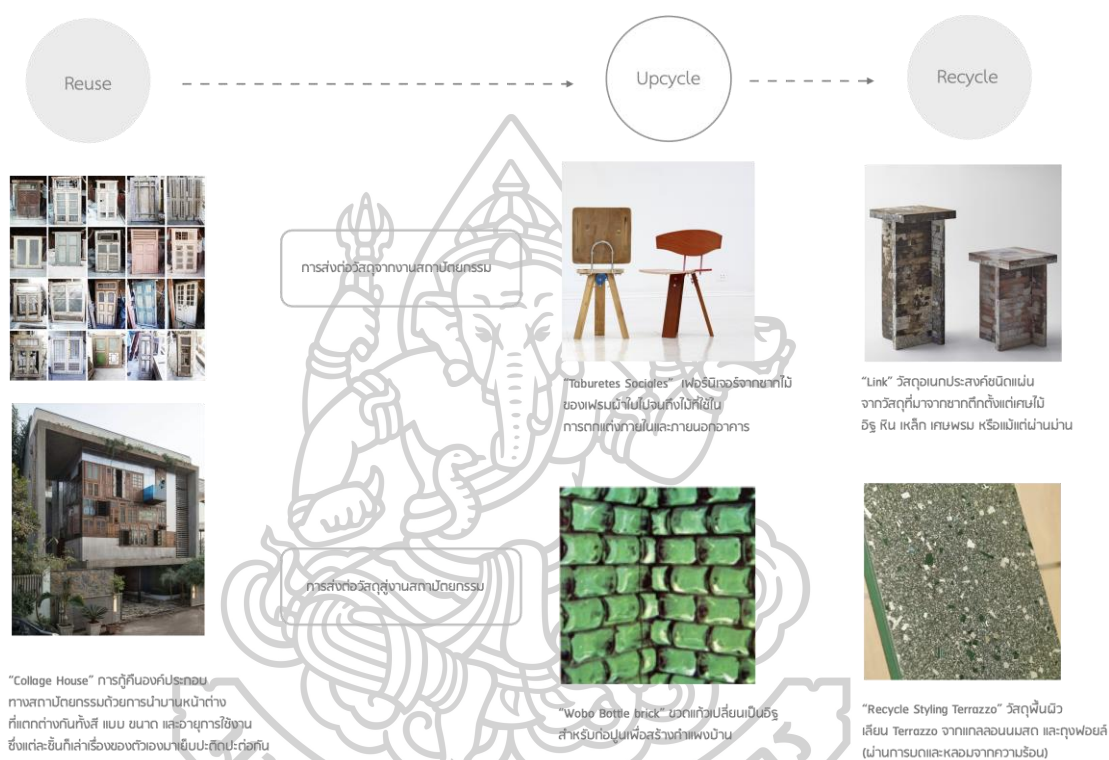 Reuse
Upcycle
Recycle
การส่งต่อวัสดุจากงานสถาปัตยกรรม
"Taburetes Sociales" เฟอร์นิเจอร์จากซากไม้
ของเฟรมผ้าใบไปจนถึงไม้ที่ใช้ใน
การตกแต่งภายในและภายนอกอาคาร
"Link" วัสดุอเนกประสงค์ชนิดแผ่น
จากวัสดุที่มาจากซากตึกตั้งแต่เศษไม้
อิฐ หิน เหล็ก เศษพรม หรือแม้แต่ผ่านม่าน
การส่งต่อวัสดุสู่งานสถาปัตยกรรม
"Collage House" การกู้คืนองค์ประกอบ
ทางสถาปัตยกรรมด้วยการนำบานหน้าต่าง
ที่แตกต่างกันทั้งสี แบบ ขนาด และอายุการใช้งาน
ซึ่งแต่ละชิ้นก็เล่าเรื่องของตัวเองมาเย็บปะติดปะต่อกัน
"Wobo Bottle brick" ขวดแก้วเปลี่ยนเป็นอิฐ
สำหรับก่อปูนเพื่อสร้างกำแพงบ้าน
"Recycle Styling Terrazzo" วัสดุพื้นผิว
เลียน Terrazzo จากแกลลอนนมสด และถุงฟอยล์
(ผ่านการบดและหลอมจากความร้อน)